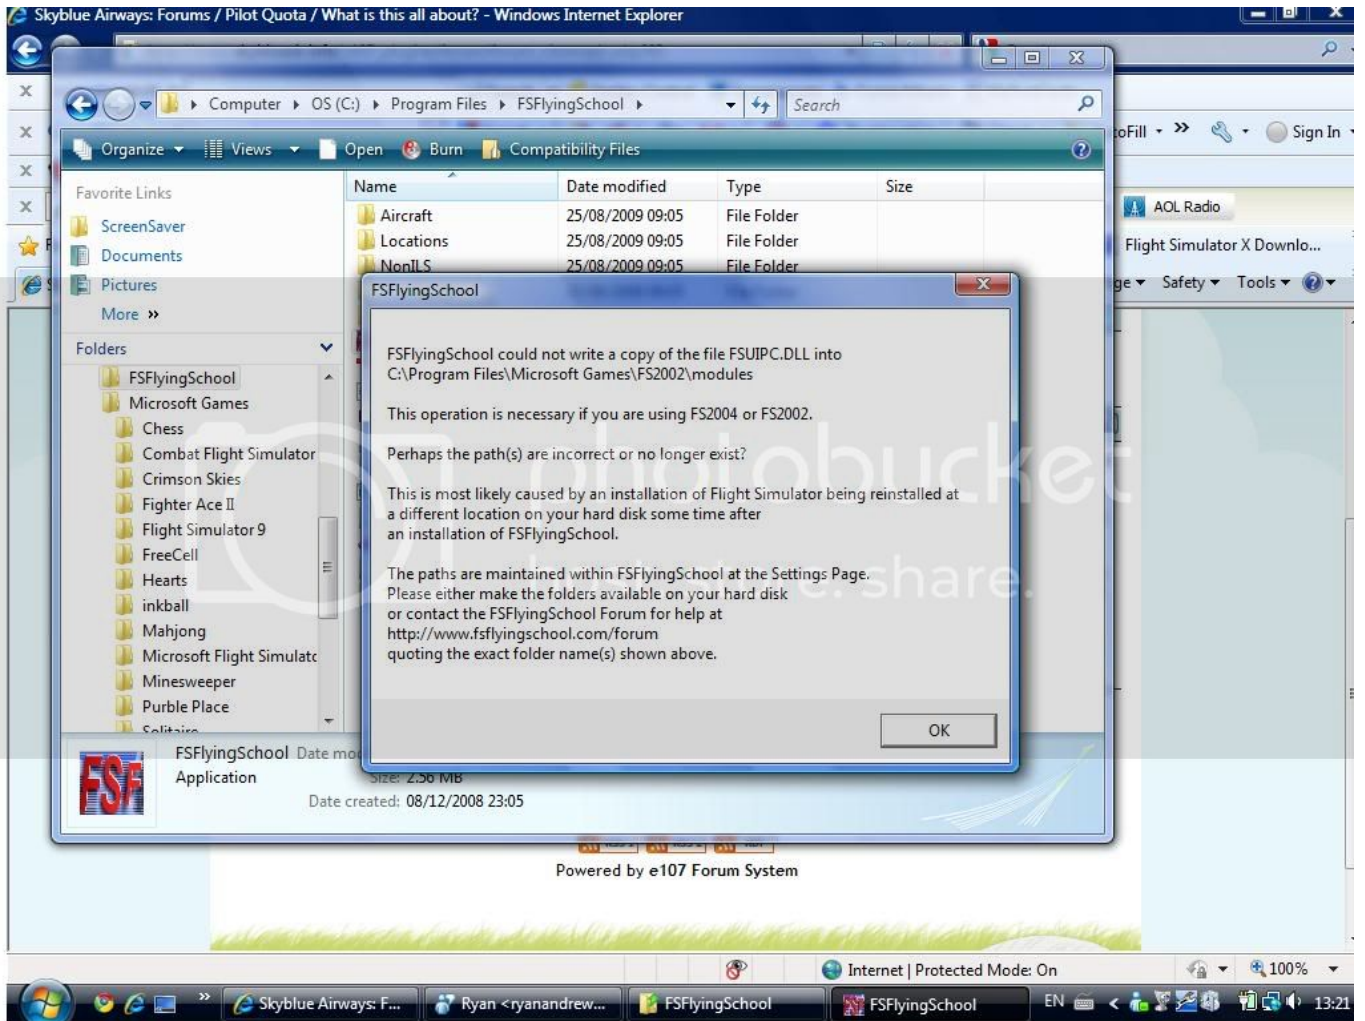 Skyblue Airways: Forums / Pilot Quota / What is this all about? - Windows Internet Explorer
Computer OS (C:) Program Files FSFlyingSchool Search
toFill Sign In
Organize Views Open Burn Compatibility Files
Favorite Links
ScreenSaver
Documents
Pictures
More »
Folders
FSFlyingSchool
Microsoft Games
Chess
Combat Flight Simulator
Crimson Skies
Fighter Ace II
Flight Simulator 9
FreeCell
Hearts
inkball
Mahjong
Microsoft Flight Simulatc
Minesweeper
Purble Place
Solitaire
Name Date modified Type Size
Aircraft 25/08/2009 09:05 File Folder
Locations 25/08/2009 09:05 File Folder
NonILS 25/08/2009 09:05 File Folder
AOL Radio
Flight Simulator X Downlo...
ge Safety Tools
FSFlyingSchool
FSFlyingSchool could not write a copy of the file FSUIPC.DLL into
C:\Program Files\Microsoft Games\FS2002\modules
This operation is necessary if you are using FS2004 or FS2002.
Perhaps the path(s) are incorrect or no longer exist?
This is most likely caused by an installation of Flight Simulator being reinstalled at
a different location on your hard disk some time after
an installation of FSFlyingSchool.
The paths are maintained within FSFlyingSchool at the Settings Page.
Please either make the folders available on your hard disk
or contact the FSFlyingSchool Forum for help at
http://www.fsflyingschool.com/forum
quoting the exact folder name(s) shown above.
OK
photobucket
host. store. share.
FSF
FSFlyingSchool Date mo
Application Size: 2.56 MB
Date created: 08/12/2008 23:05
Powered by e107 Forum System
Internet | Protected Mode: On 100%
Skyblue Airways: F... Ryan <ryanandrew... FSFlyingSchool FSFlyingSchool EN 13:21